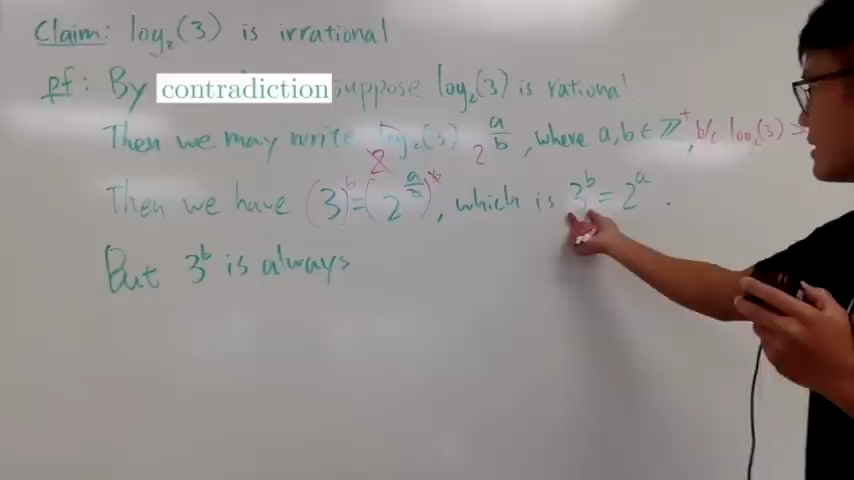 Claim: log₂(3) is irrational
pf: By contradiction suppose log₂(3) is rational.
Then we may write log₂(3) 2 a/b, where a, b ∈ ℤ⁺, b/c log₂(3) >
Then we have (3)^b = (2^(a/b))^b, which is 3^b = 2^a.
But 3^b is always